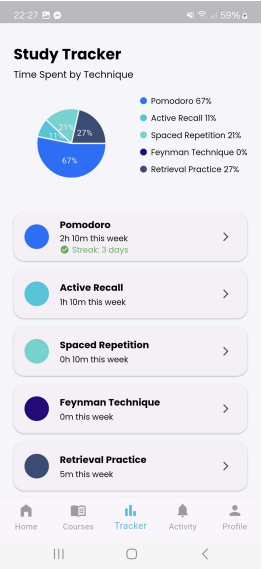 22:27
59%
Study Tracker
Time Spent by Technique
21%
11%
27%
67%
Pomodoro 67%
Active Recall 11%
Spaced Repetition 21%
Feynman Technique 0%
Retrieval Practice 27%
Pomodoro
2h 10m this week
Streak: 3 days
Active Recall
1h 10m this week
Spaced Repetition
0h 10m this week
Feynman Technique
0m this week
Retrieval Practice
5m this week
Home Courses Tracker Activity Profile